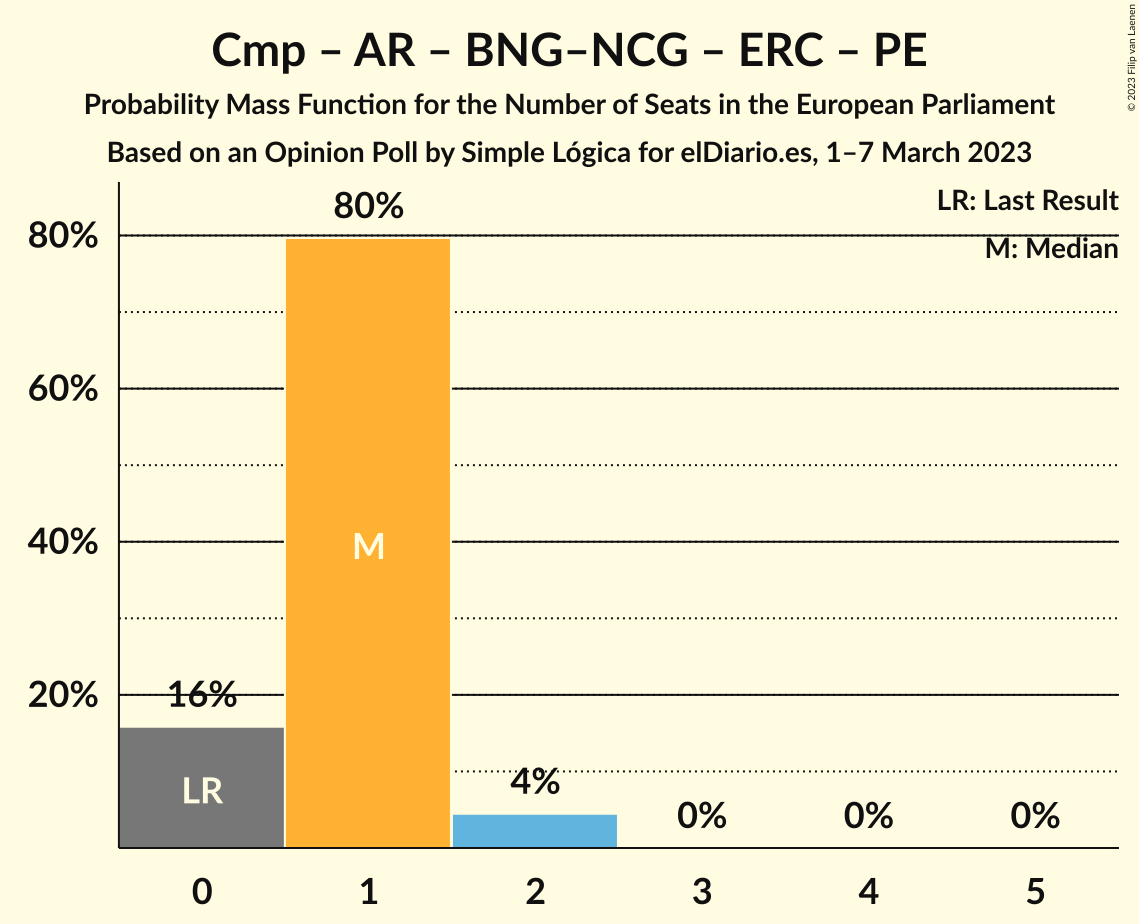 Cmp – AR – BNG–NCG – ERC – PE
Probability Mass Function for the Number of Seats in the European Parliament
Based on an Opinion Poll by Simple Lógica for elDiario.es, 1–7 March 2023
© 2023 Filip van Laenen
LR: Last Result
M: Median
80%
60%
40%
20%
16%
80%
4%
0%
0%
0%
LR
M
0
1
2
3
4
5